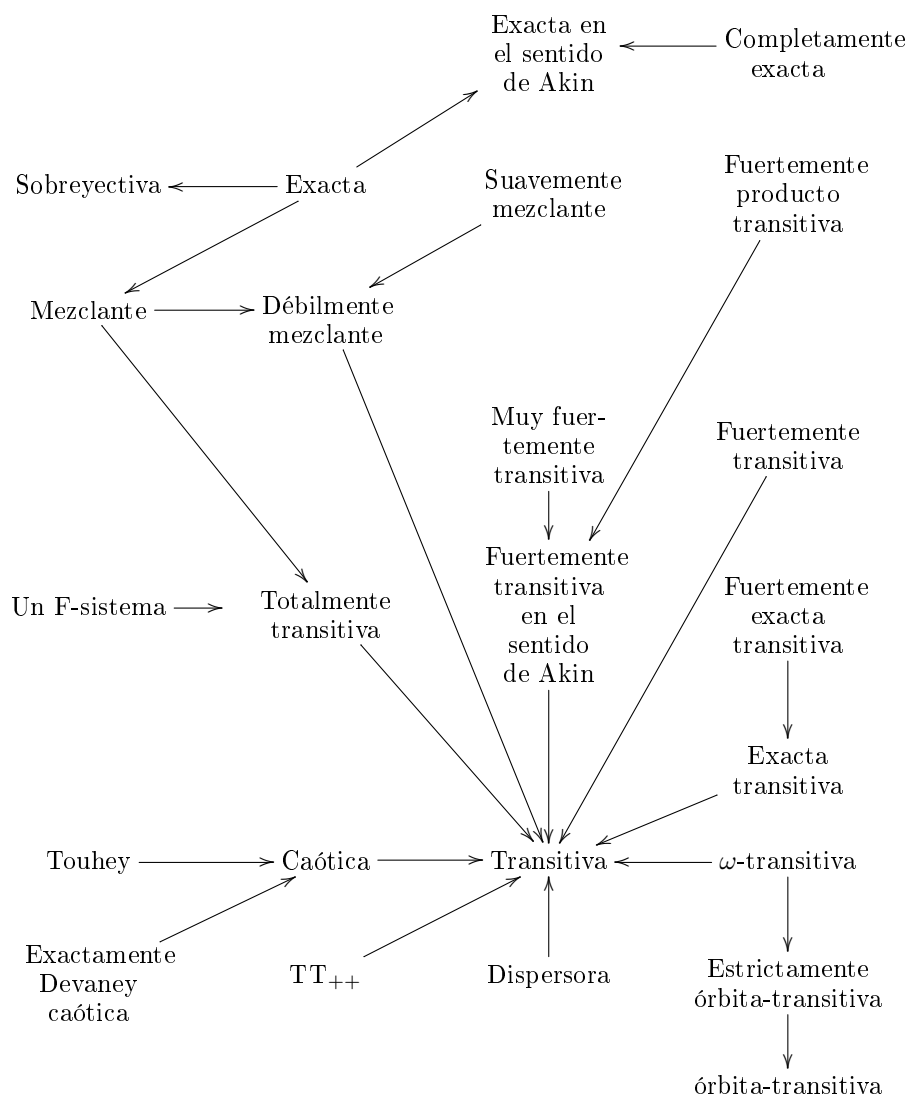 Exacta en
el sentido
de Akin
Completamente
exacta
Sobreyectiva
Exacta
Suavemente
mezclante
Fuertemente
producto
transitiva
Mezclante
Débilmente
mezclante
Muy fuer-
temente
transitiva
Fuertemente
transitiva
Un F-sistema
Totalmente
transitiva
Fuertemente
transitiva
en el
sentido
de Akin
Fuertemente
exacta
transitiva
Exacta
transitiva
Touhey
Caótica
Transitiva
ω-transitiva
Exactamente
Devaney
caótica
TT++
Dispersora
Estrictamente
órbita-transitiva
órbita-transitiva